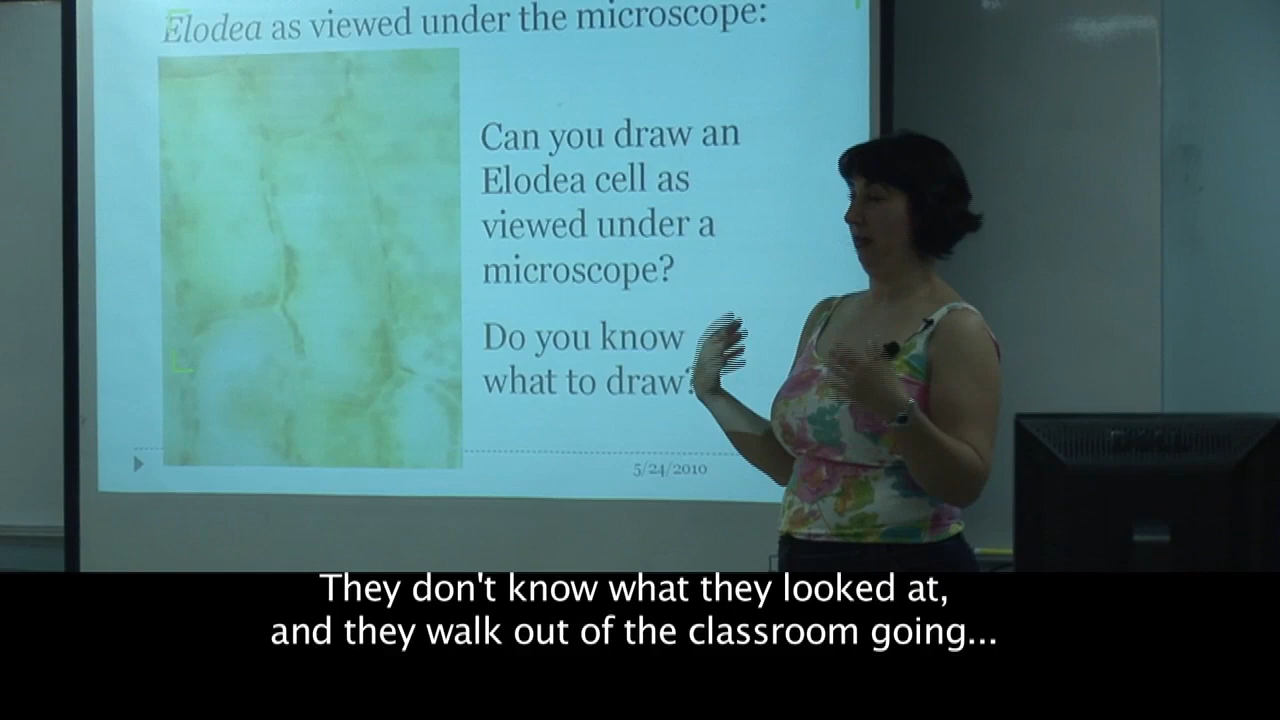 Elodea as viewed under the microscope:
Can you draw an
Elodea cell as
viewed under a
microscope?
Do you know
what to draw?
5/24/2010
They don't know what they looked at,
and they walk out of the classroom going...